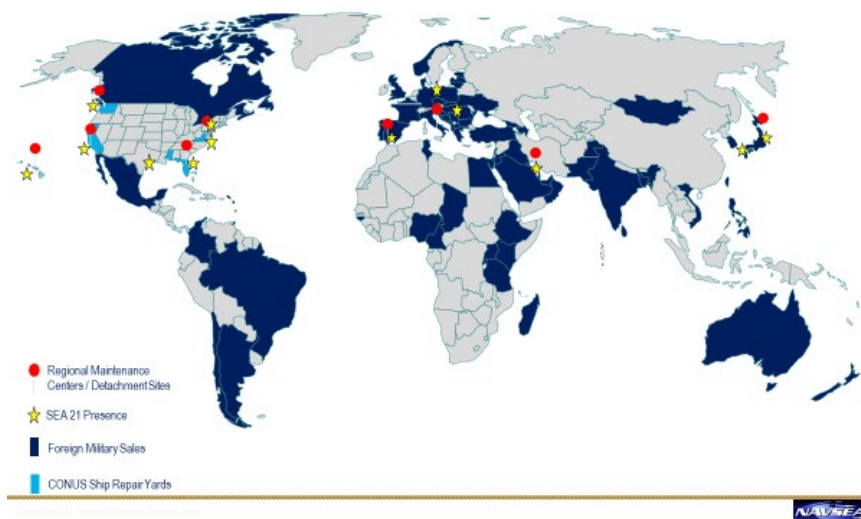 Regional Maintenance
Centers / Detachment Sites
SEA 21 Presence
Foreign Military Sales
CONUS Ship Repair Yards
NAVSEA